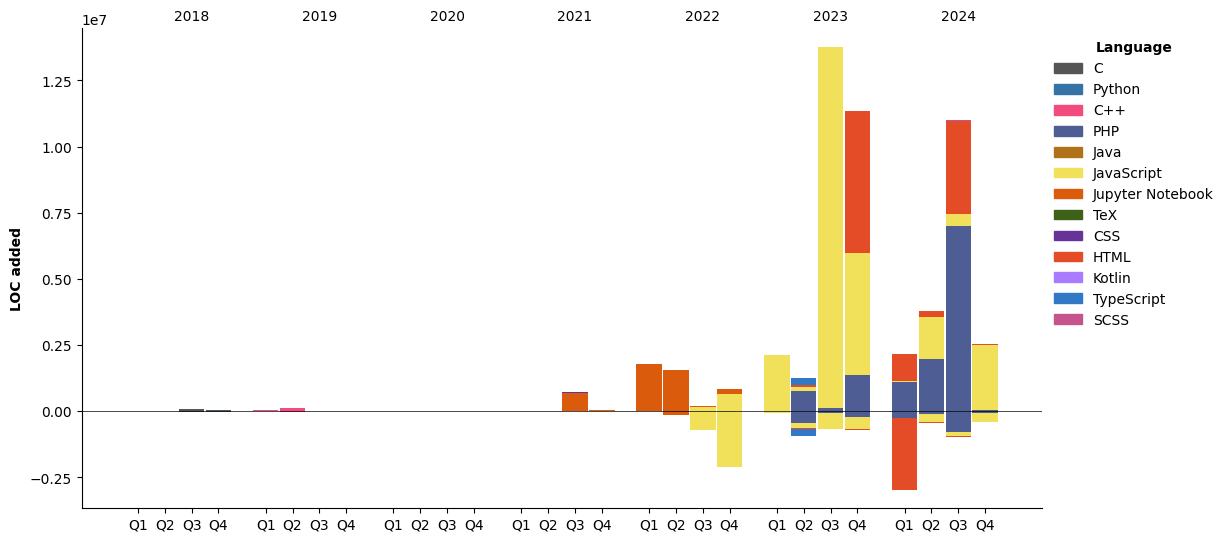 2018 2019 2020 2021 2022 2023 2024
1e7
Language
C
Python
C++
PHP
Java
JavaScript
Jupyter Notebook
TeX
CSS
HTML
Kotlin
TypeScript
SCSS
LOC added
1.25
1.00
0.75
0.50
0.25
0.00
−0.25
Q1 Q2 Q3 Q4 Q1 Q2 Q3 Q4 Q1 Q2 Q3 Q4 Q1 Q2 Q3 Q4 Q1 Q2 Q3 Q4 Q1 Q2 Q3 Q4 Q1 Q2 Q3 Q4